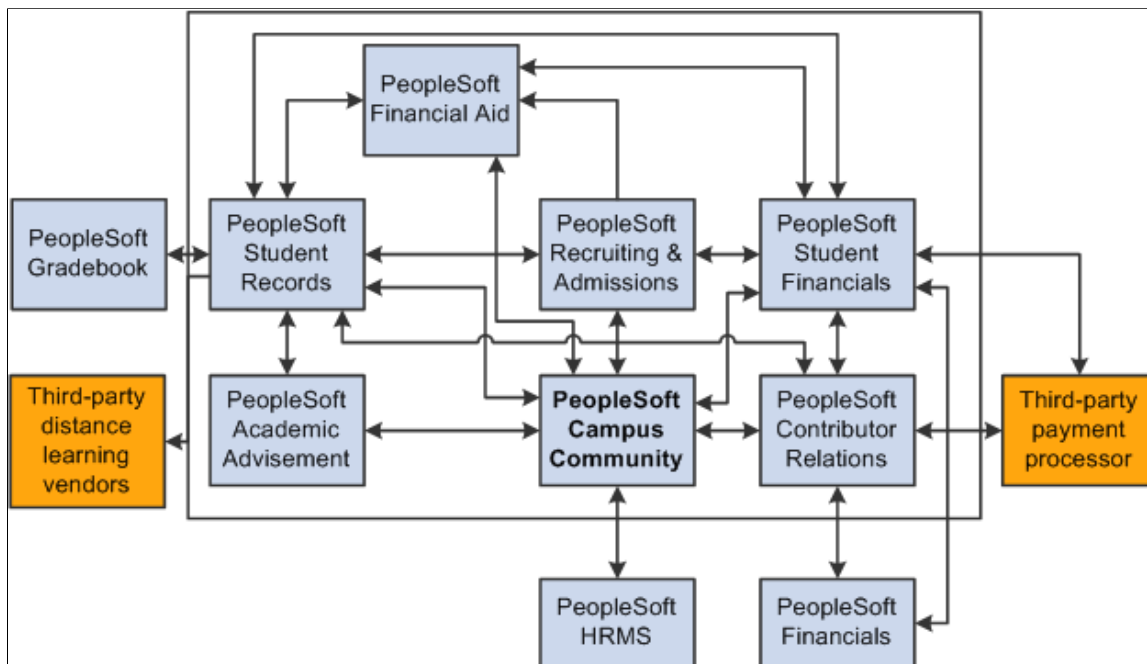 PeopleSoft
Financial Aid
PeopleSoft
Gradebook
PeopleSoft
Student
Records
PeopleSoft
Recruiting &
Admissions
PeopleSoft
Student
Financials
Third-party
distance
learning
vendors
PeopleSoft
Academic
Advisement
PeopleSoft
Campus
Community
PeopleSoft
Contributor
Relations
Third-party
payment
processor
PeopleSoft
HRMS
PeopleSoft
Financials